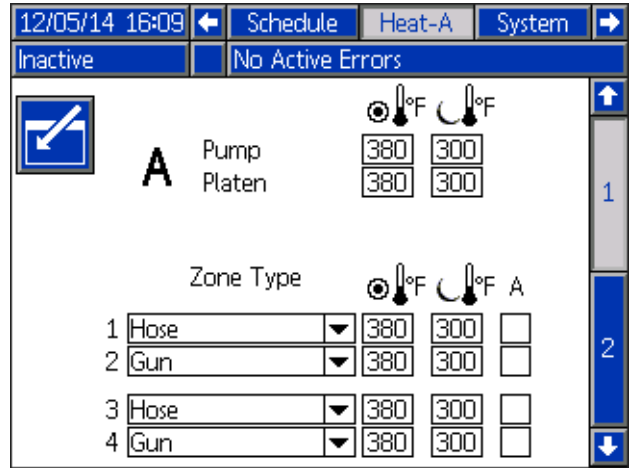 12/05/14 16:09 Schedule Heat-A System
Inactive No Active Errors
°F °F
A
Pump 380 300
Platen 380 300
1
Zone Type °F °F A
1 Hose 380 300
2 Gun 380 300
2
3 Hose 380 300
4 Gun 380 300